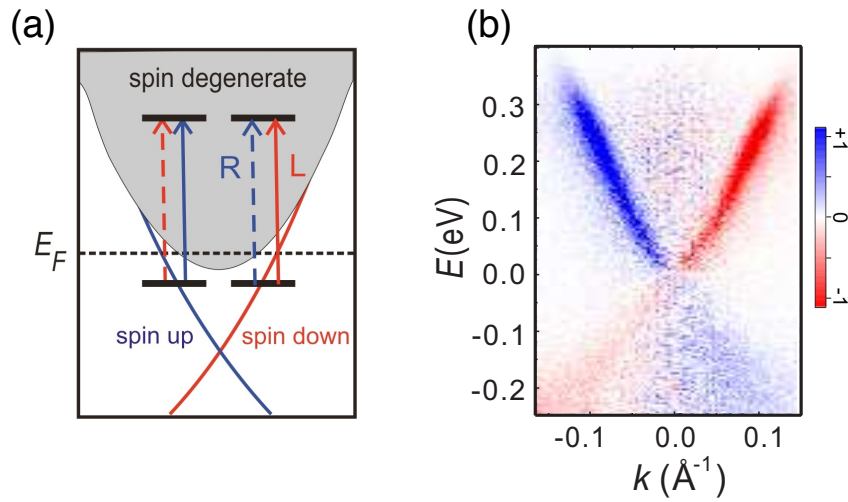 (a)
spin degenerate
R
L
E_F
spin up
spin down
(b)
E(eV)
0.3
0.2
0.1
0.0
-0.1
-0.2
-0.1
0.0
0.1
k (Å⁻¹)
+1
0
-1